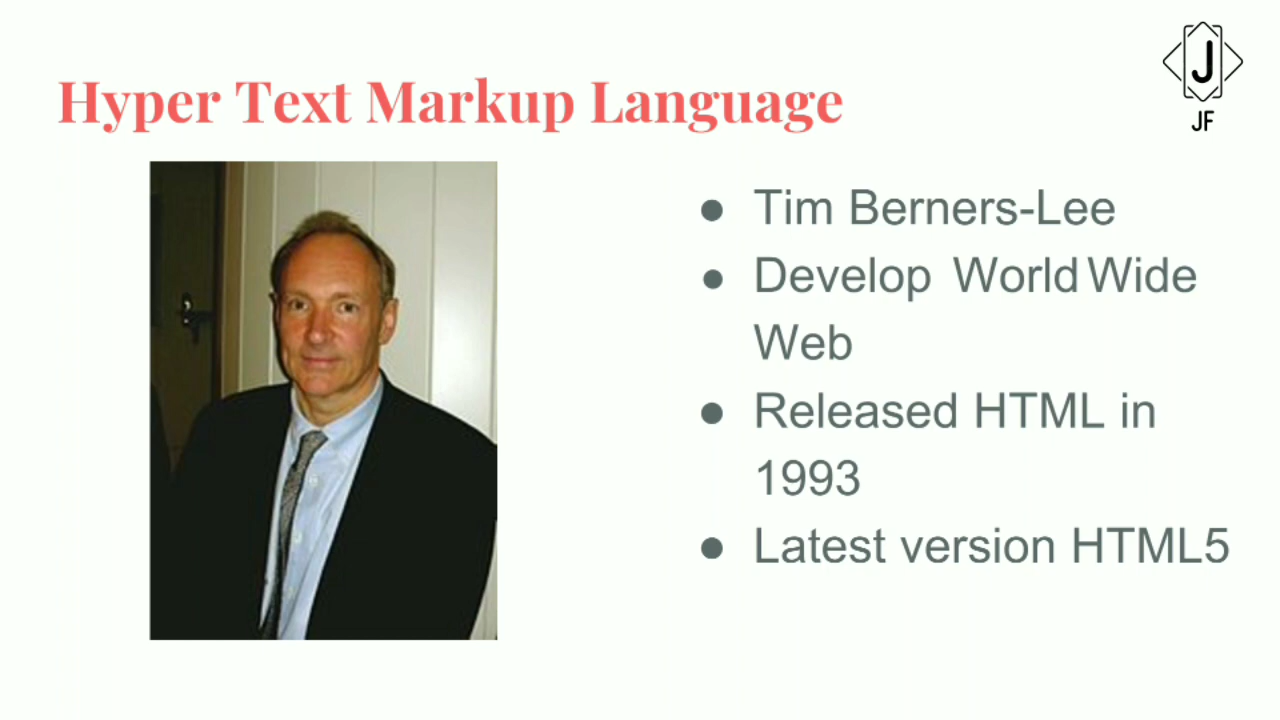 Hyper Text Markup Language
J
JF
● Tim Berners-Lee
● Develop World Wide
Web
● Released HTML in
1993
● Latest version HTML5